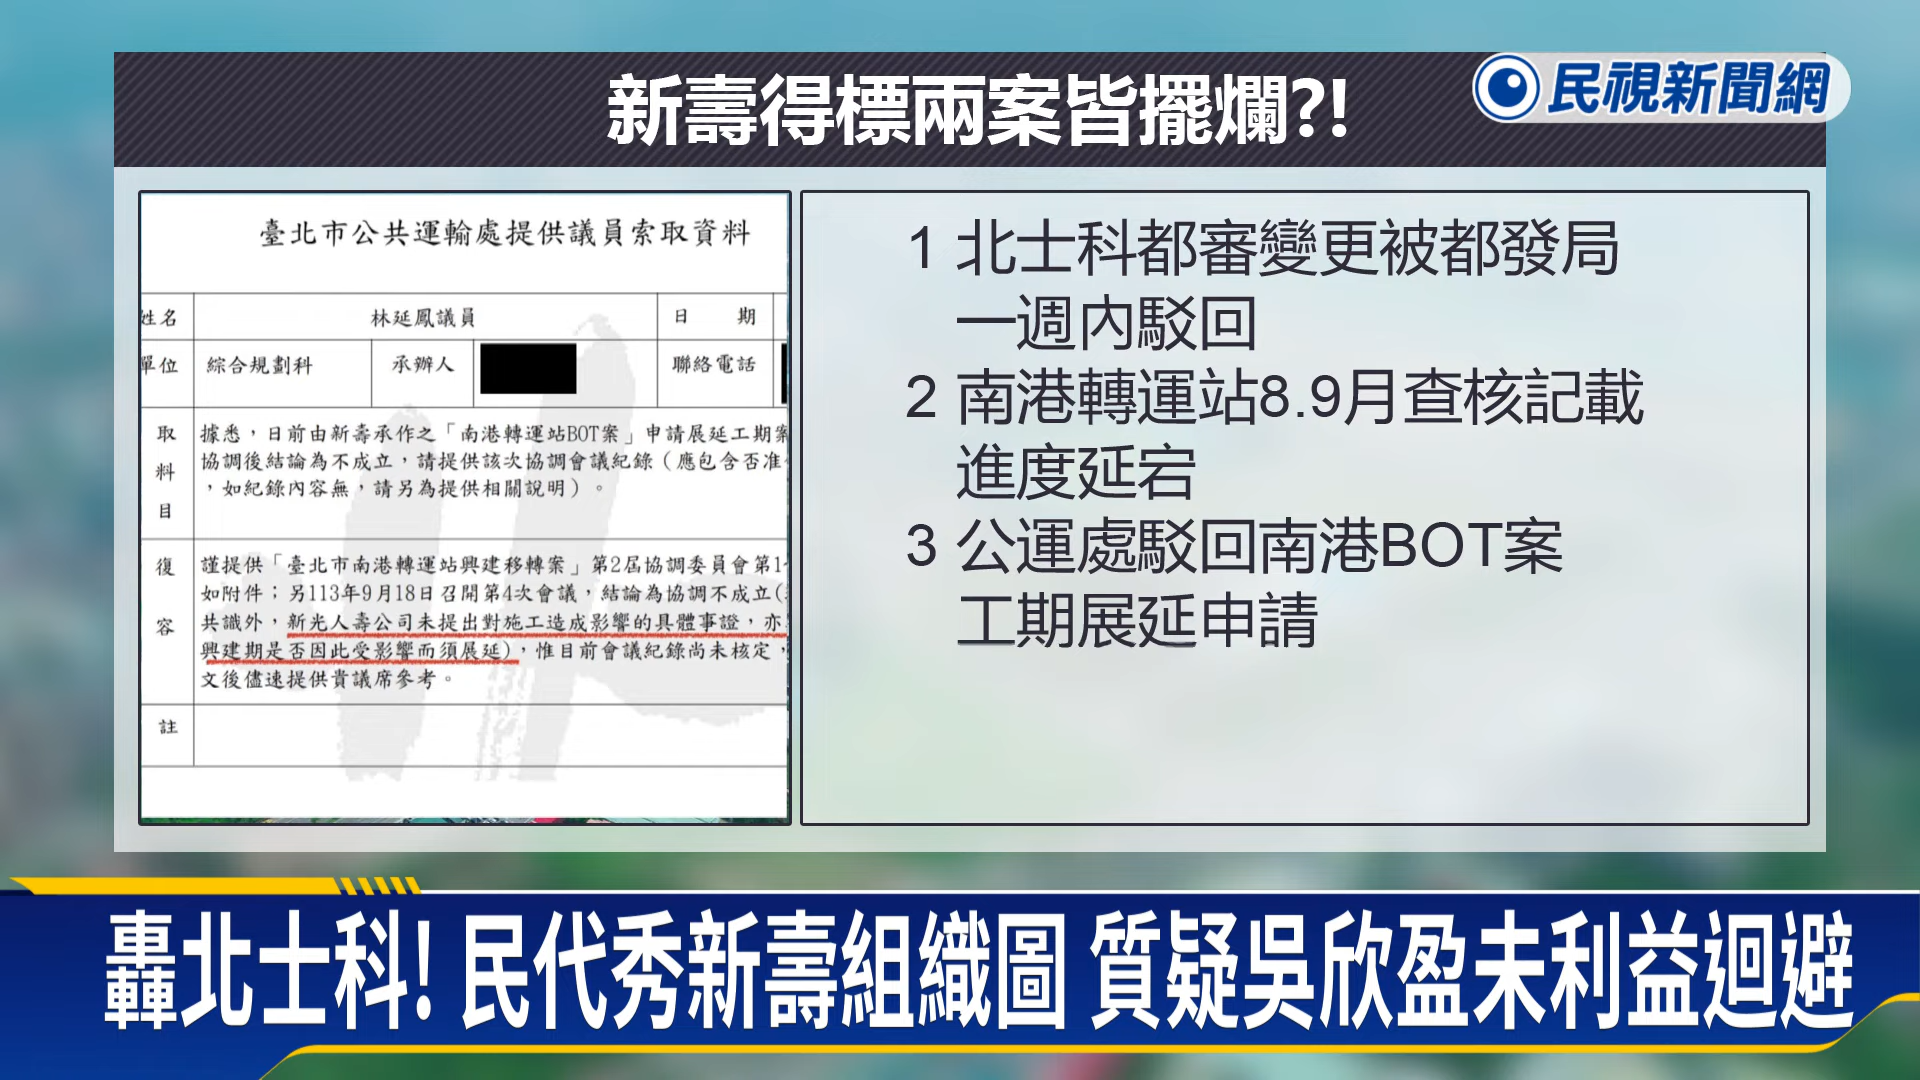 新壽得標兩案皆擺爛?!
民視新聞網
臺北市公共運輸處提供議員索取資料
姓名 林延鳳議員 日 期
單位 綜合規劃科 承辦人 聯絡電話
取 料 目
據悉，日前由新壽承作之「南港轉運站BOT案」申請展延工期案
協調後結論為不成立，請提供該次協調會議紀錄（應包含否准
，如紀錄內容無，請另為提供相關說明）。
復 容
謹提供「臺北市南港轉運站興建移轉案」第2屆協調委員會第1
如附件；另113年9月18日召開第4次會議，結論為協調不成立(
共識外，新光人壽公司未提出對施工造成影響的具體事證，亦
興建期是否因此受影響而須展延)，惟目前會議紀錄尚未核定，
文後儘速提供貴議席參考。
註
1 北士科都審變更被都發局
一週內駁回
2 南港轉運站8.9月查核記載
進度延宕
3 公運處駁回南港BOT案
工期展延申請
轟北士科! 民代秀新壽組織圖 質疑吳欣盈未利益迴避